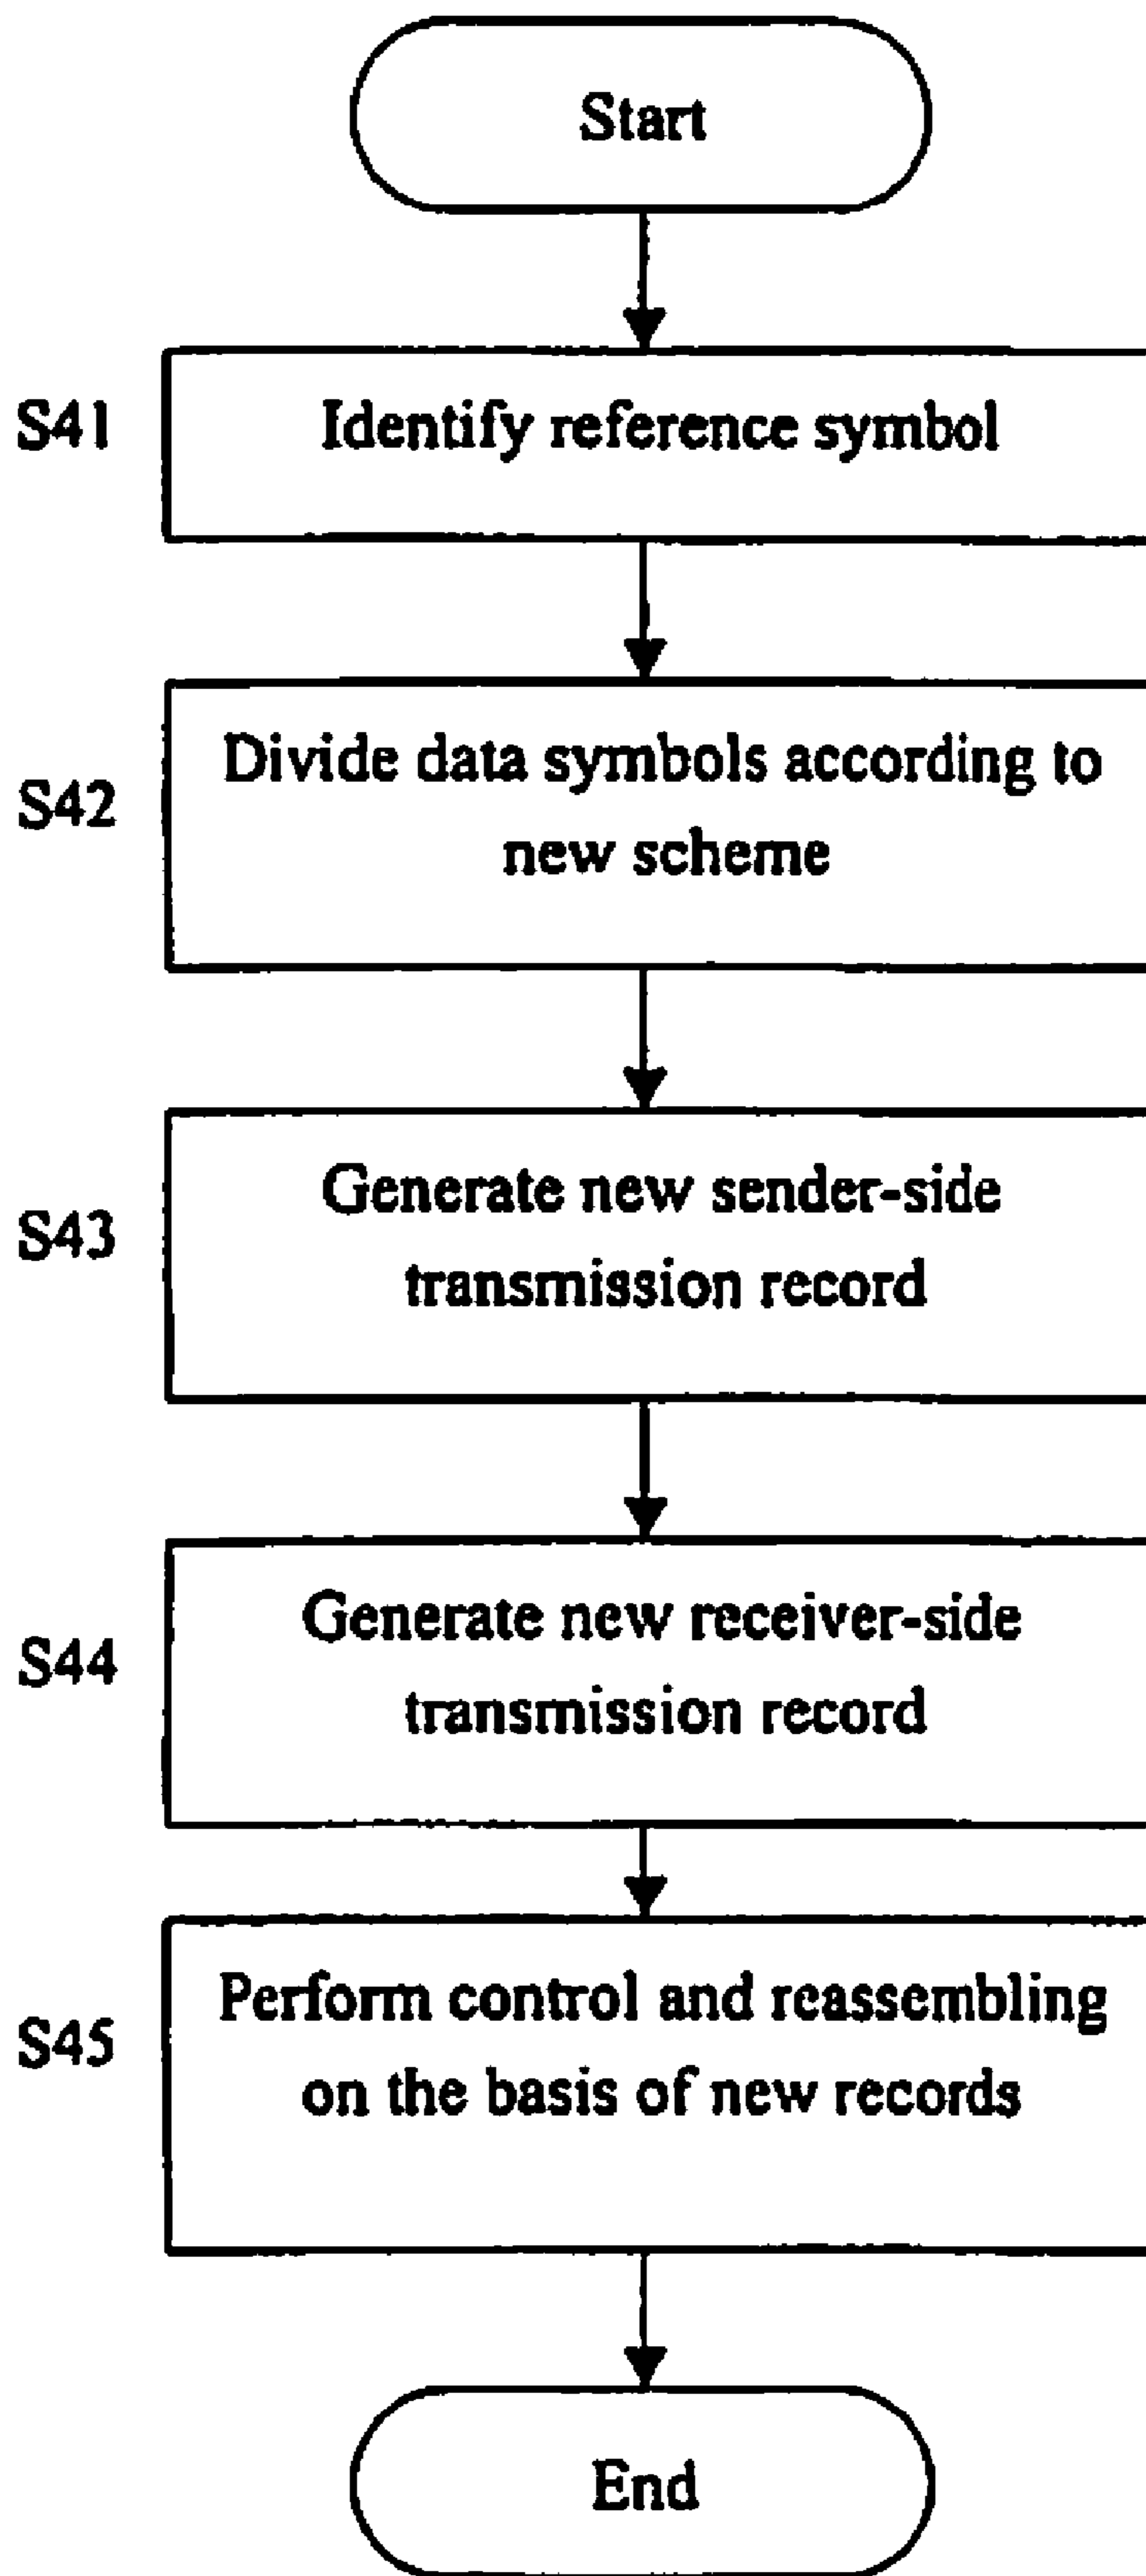 Start
S41
Identify reference symbol
S42
Divide data symbols according to
new scheme
S43
Generate new sender-side
transmission record
S44
Generate new receiver-side
transmission record
S45
Perform control and reassembling
on the basis of new records
End